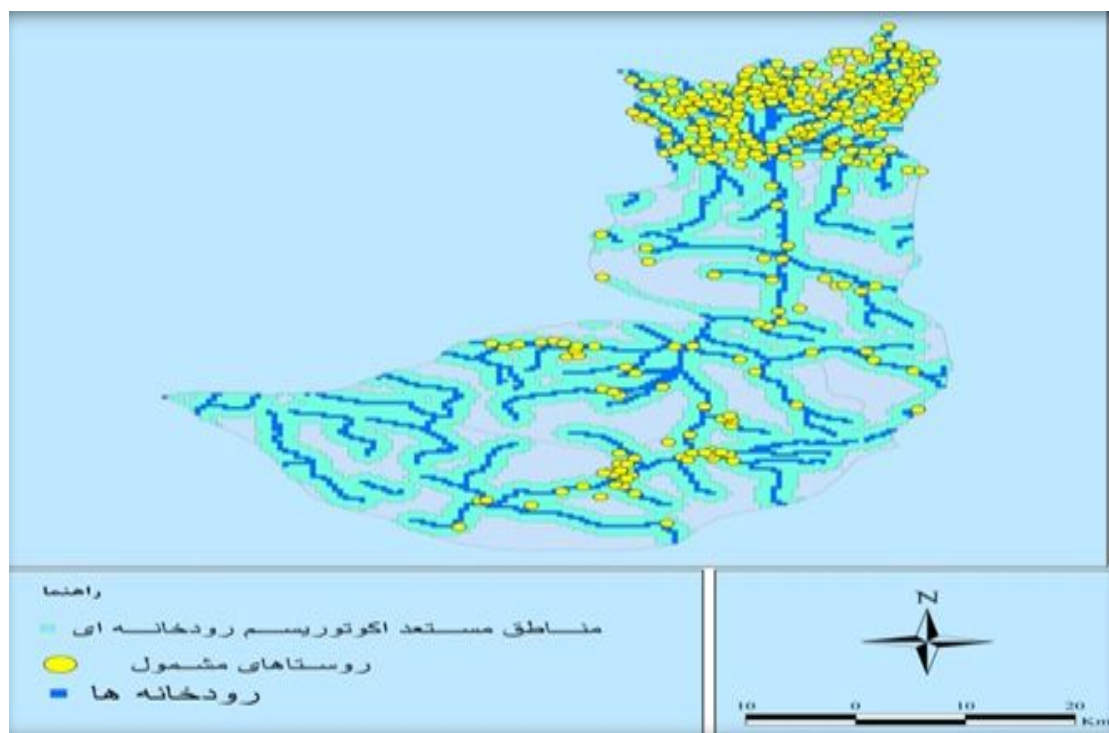 راهنما
مناطق مستعد اکوتوریسم رودخانه ای
روستاهای مشمول
رودخانه ها
N
10 0 10 20
Km